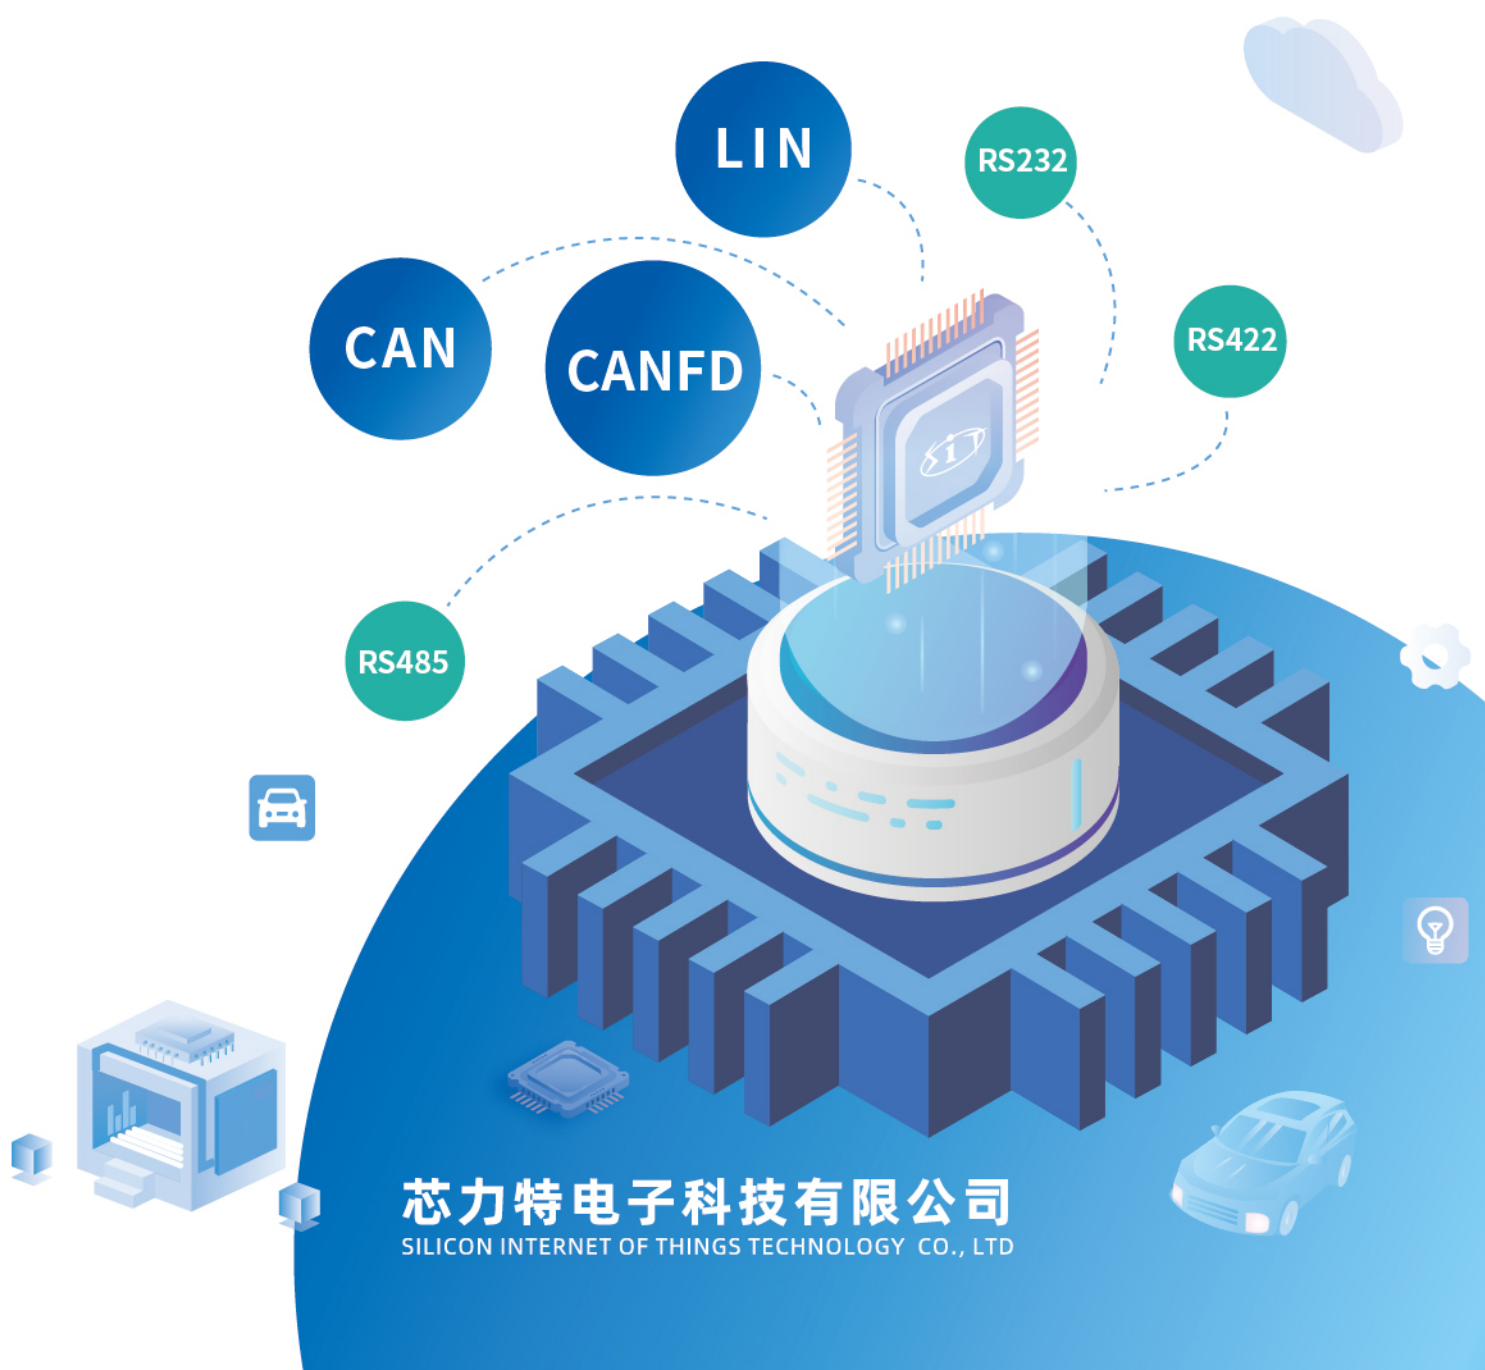 LIN
RS232
CAN
CANFD
RS422
SIT
RS485
芯力特电子科技有限公司
SILICON INTERNET OF THINGS TECHNOLOGY CO., LTD